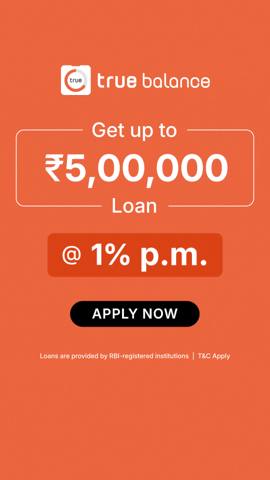 true
true balance
Get up to
₹5,00,000
Loan
@ 1% p.m.
APPLY NOW
Loans are provided by RBI-registered institutions | T&C Apply